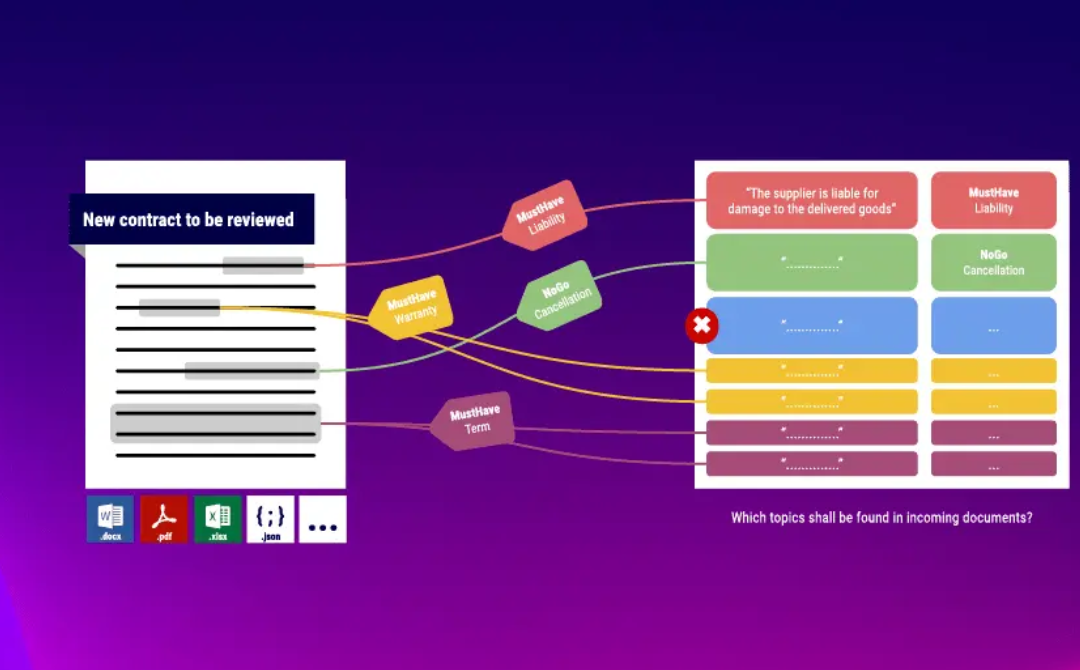 New contract to be reviewed
MustHave
Liability
MustHave
Warranty
NoGo
Cancellation
MustHave
Term
"The supplier is liable for
damage to the delivered goods"
MustHave
Liability
"............."
NoGo
Cancellation
"............."
...
"............."
...
"............."
...
"............."
...
"............."
...
W
.docx
.pdf
X
.xlsx
{;}
.json
...
Which topics shall be found in incoming documents?